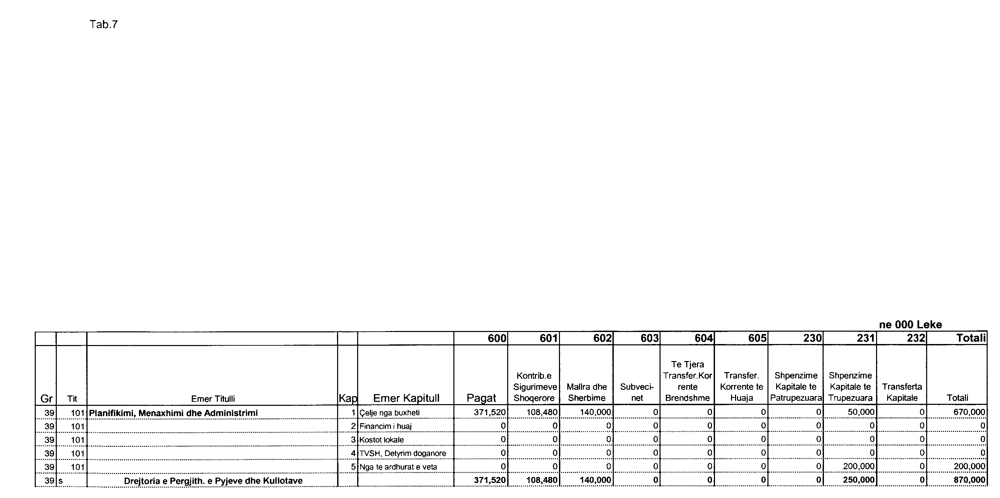 Tab.7
ne 000 Leke
600 601 602 603 604 605 230 231 232 Totali
Gr Tit Emer Titulli Kap Emer Kapitull Pagat Kontrib.e Sigurimeve Shoqerore Mallra dhe Sherbime Subveci-net Te Tjera Transfer.Kor rente Brendshme Transfer. Korrente te Huaja Shpenzime Kapitale te Patrupezuara Shpenzime Kapitale te Trupezuara Transferta Kapitale Totali
39 101 Planifikimi, Menaxhimi dhe Administrimi 1 Çelje nga buxheti 371,520 108,480 140,000 0 0 0 0 50,000 0 670,000
39 101 2 Financim i huaj 0 0 0 0 0 0 0 0 0 0
39 101 3 Kostot lokale 0 0 0 0 0 0 0 0 0 0
39 101 4 TVSH, Detyrim doganore 0 0 0 0 0 0 0 0 0 0
39 101 5 Nga te ardhurat e veta 0 0 0 0 0 0 0 200,000 0 200,000
39 s Drejtoria e Pergjith. e Pyjeve dhe Kullotave 371,520 108,480 140,000 0 0 0 0 250,000 0 870,000